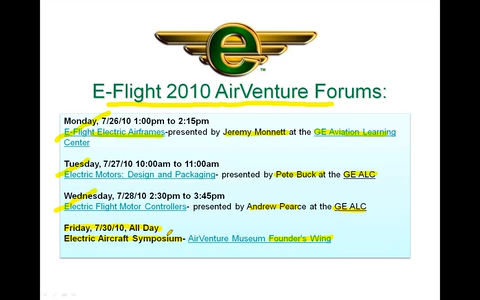 e
TM
E-Flight 2010 AirVenture Forums:
Monday, 7/26/10 1:00pm to 2:15pm
E-Flight Electric Airframes-presented by Jeremy Monnett at the GE Aviation Learning
Center
Tuesday, 7/27/10 10:00am to 11:00am
Electric Motors: Design and Packaging- presented by Pete Buck at the GE ALC
Wednesday, 7/28/10 2:30pm to 3:45pm
Electric Flight Motor Controllers- presented by Andrew Pearce at the GE ALC
Friday, 7/30/10, All Day
Electric Aircraft Symposium- AirVenture Museum Founder's Wing